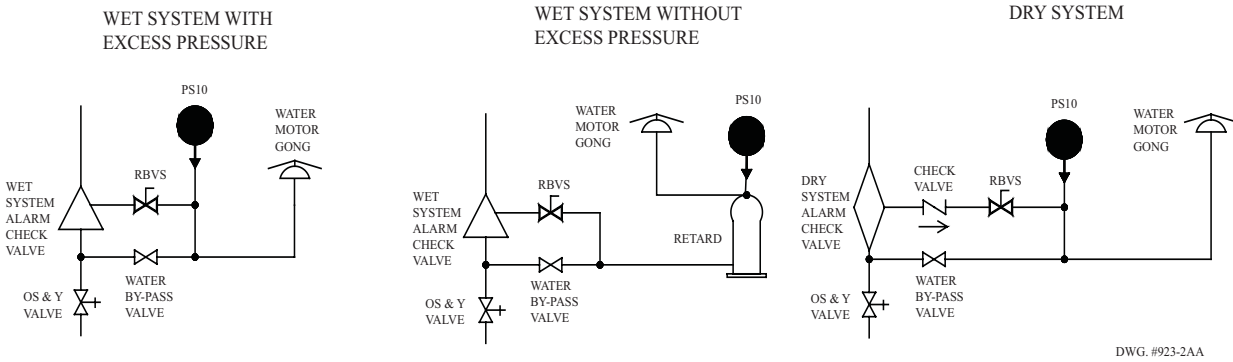 WET SYSTEM WITH
EXCESS PRESSURE
PS10
WATER
MOTOR
GONG
RBVS
WET
SYSTEM
ALARM
CHECK
VALVE
WATER
BY-PASS
VALVE
OS & Y
VALVE
WET SYSTEM WITHOUT
EXCESS PRESSURE
WATER
MOTOR
GONG
PS10
RBVS
WET
SYSTEM
ALARM
CHECK
VALVE
RETARD
WATER
BY-PASS
VALVE
OS & Y
VALVE
DRY SYSTEM
PS10
WATER
MOTOR
GONG
CHECK
VALVE
RBVS
DRY
SYSTEM
ALARM
CHECK
VALVE
WATER
BY-PASS
VALVE
OS & Y
VALVE
DWG. #923-2AA